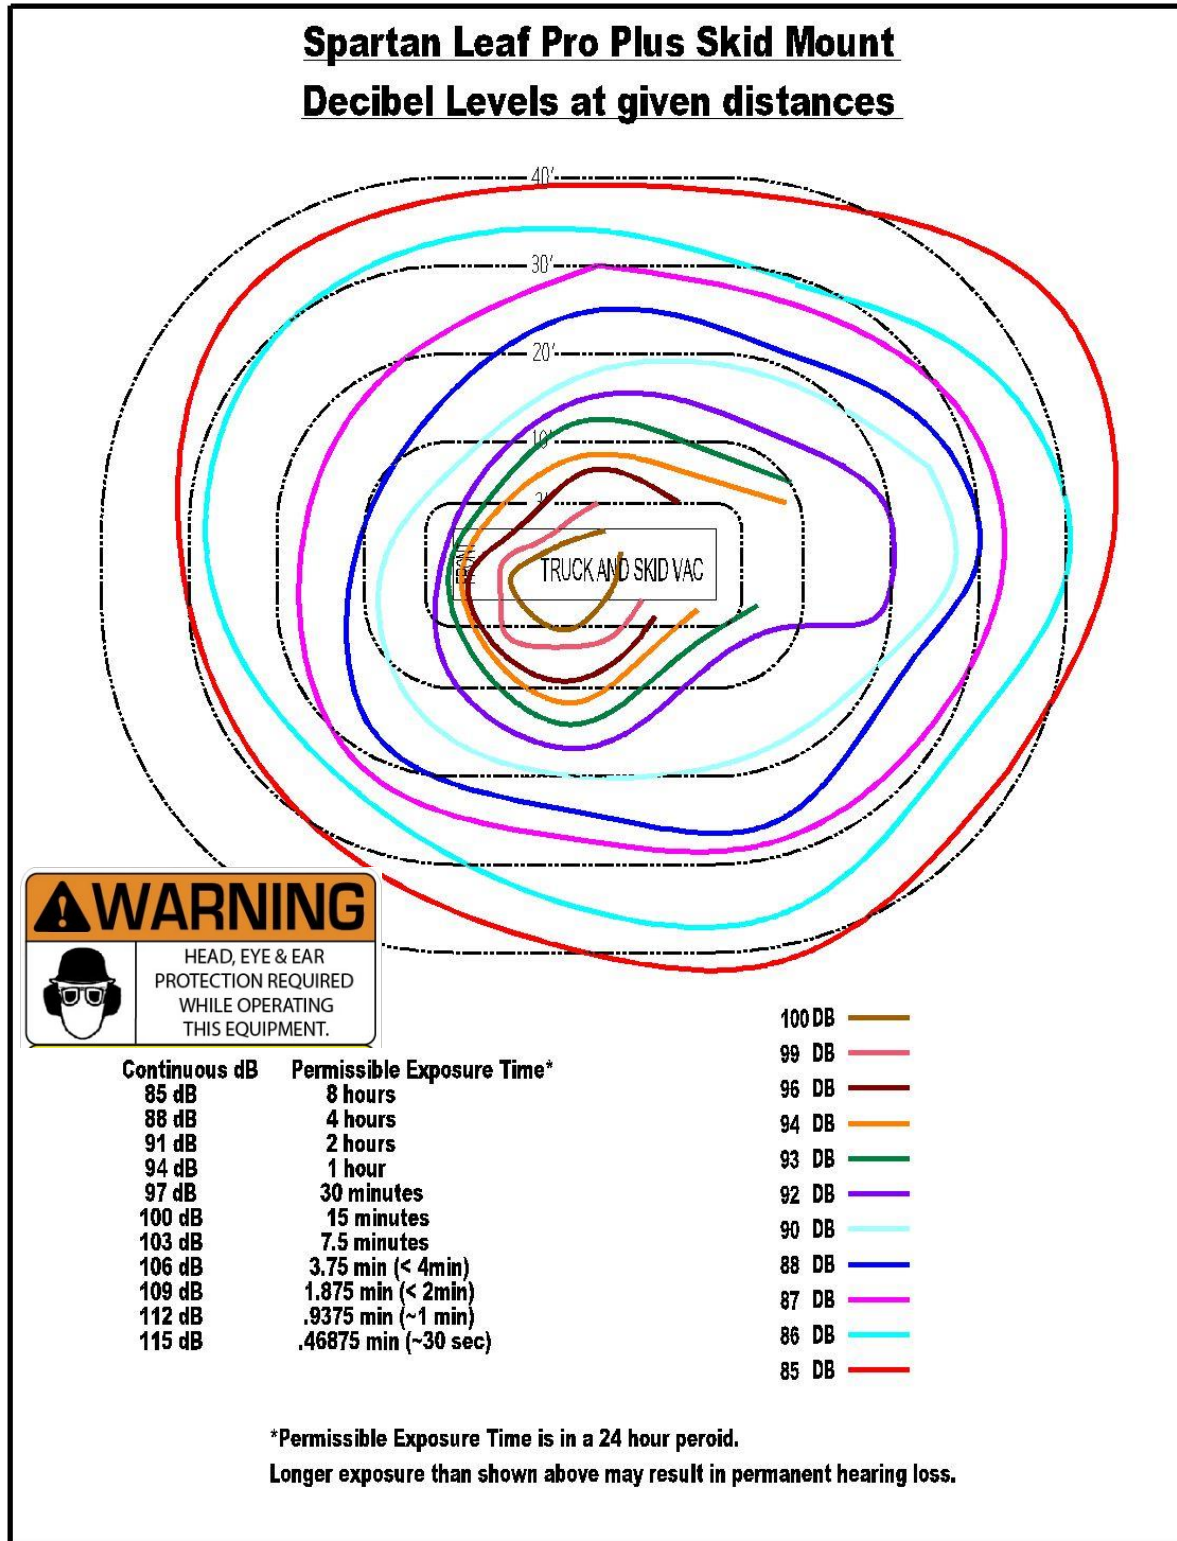 Spartan Leaf Pro Plus Skid Mount
Decibel Levels at given distances
40'
30'
20'
10'
3'
FRONT
TRUCK AND SKID VAC
WARNING
HEAD, EYE & EAR
PROTECTION REQUIRED
WHILE OPERATING
THIS EQUIPMENT.
Continuous dB Permissible Exposure Time*
85 dB 8 hours
88 dB 4 hours
91 dB 2 hours
94 dB 1 hour
97 dB 30 minutes
100 dB 15 minutes
103 dB 7.5 minutes
106 dB 3.75 min (< 4min)
109 dB 1.875 min (< 2min)
112 dB .9375 min (~1 min)
115 dB .46875 min (~30 sec)
100 DB
99 DB
96 DB
94 DB
93 DB
92 DB
90 DB
88 DB
87 DB
86 DB
85 DB
*Permissible Exposure Time is in a 24 hour peroid.
Longer exposure than shown above may result in permanent hearing loss.